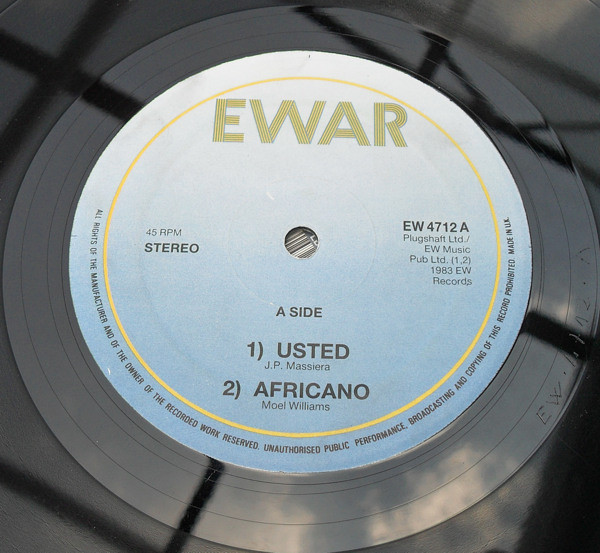 EWAR
45 RPM
STEREO
EW 4712 A
Plugshaft Ltd./
EW Music
Pub Ltd. (1,2)
1983 EW
Records
A SIDE
1) USTED
J.P. Massiera
2) AFRICANO
Moel Williams
ALL RIGHTS OF THE MANUFACTURER AND OF THE OWNER OF THE RECORDED WORK RESERVED. UNAUTHORISED PUBLIC PERFORMANCE, BROADCASTING AND COPYING OF THIS RECORD PROHIBITED MADE IN U.K.